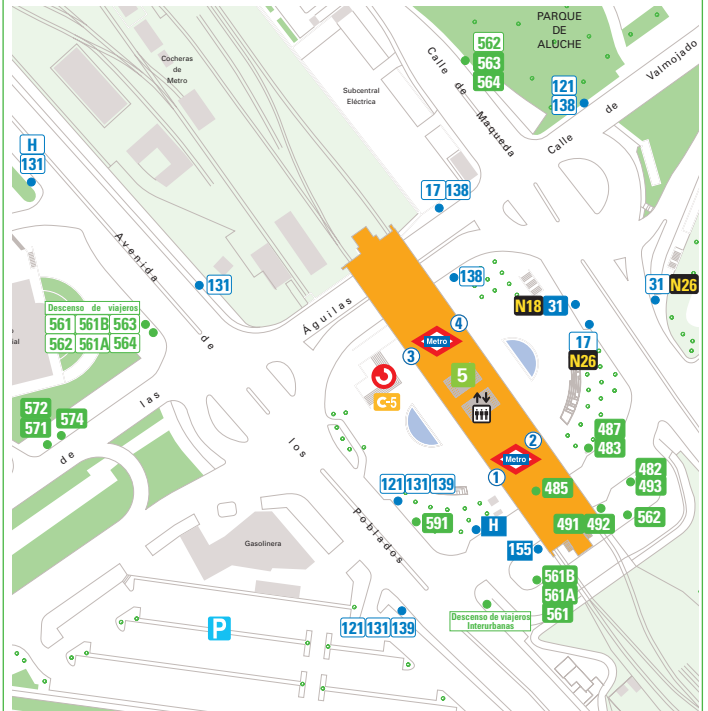 PARQUE
DE
ALUCHE
Calle de Valmojado
Calle de Maqueda
562
563
564
121
138
Cocheras
de
Metro
Subcentral
Eléctrica
H
131
17 138
Avenida de los Poblados
131
138
31 N26
N18 31
17
N26
Descenso de viajeros
561 561B 563
562 561A 564
de las Águilas
4
Metro
3
5
C-5
572
571
574
487
483
2
Metro
1
482
493
485
121 131 139
591
H
491 492
562
155
Gasolinera
561B
561A
561
Descenso de viajeros
Interurbanas
P
121 131 139